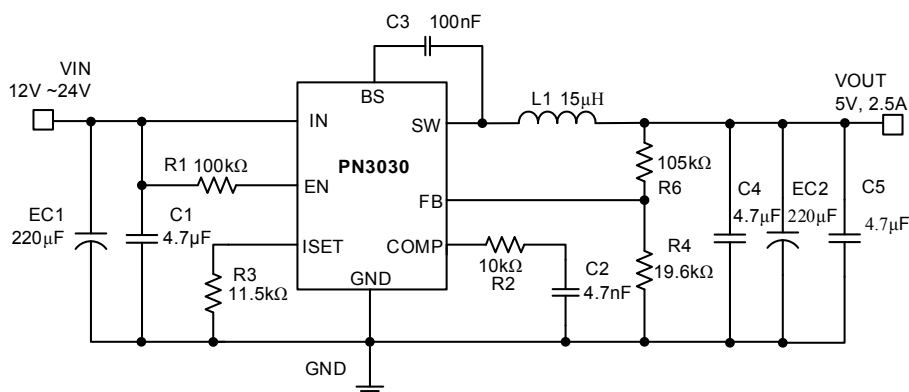 C3
100nF
VIN
12V ~24V
BS
IN
SW
L1 15μH
VOUT
5V, 2.5A
R1
100kΩ
EN
PN3030
FB
105kΩ
R6
EC1
220μF
C1
4.7μF
ISET
COMP
GND
R3
11.5kΩ
10kΩ
R2
C2
4.7nF
R4
19.6kΩ
C4
4.7μF
EC2
220μF
C5
4.7μF
GND